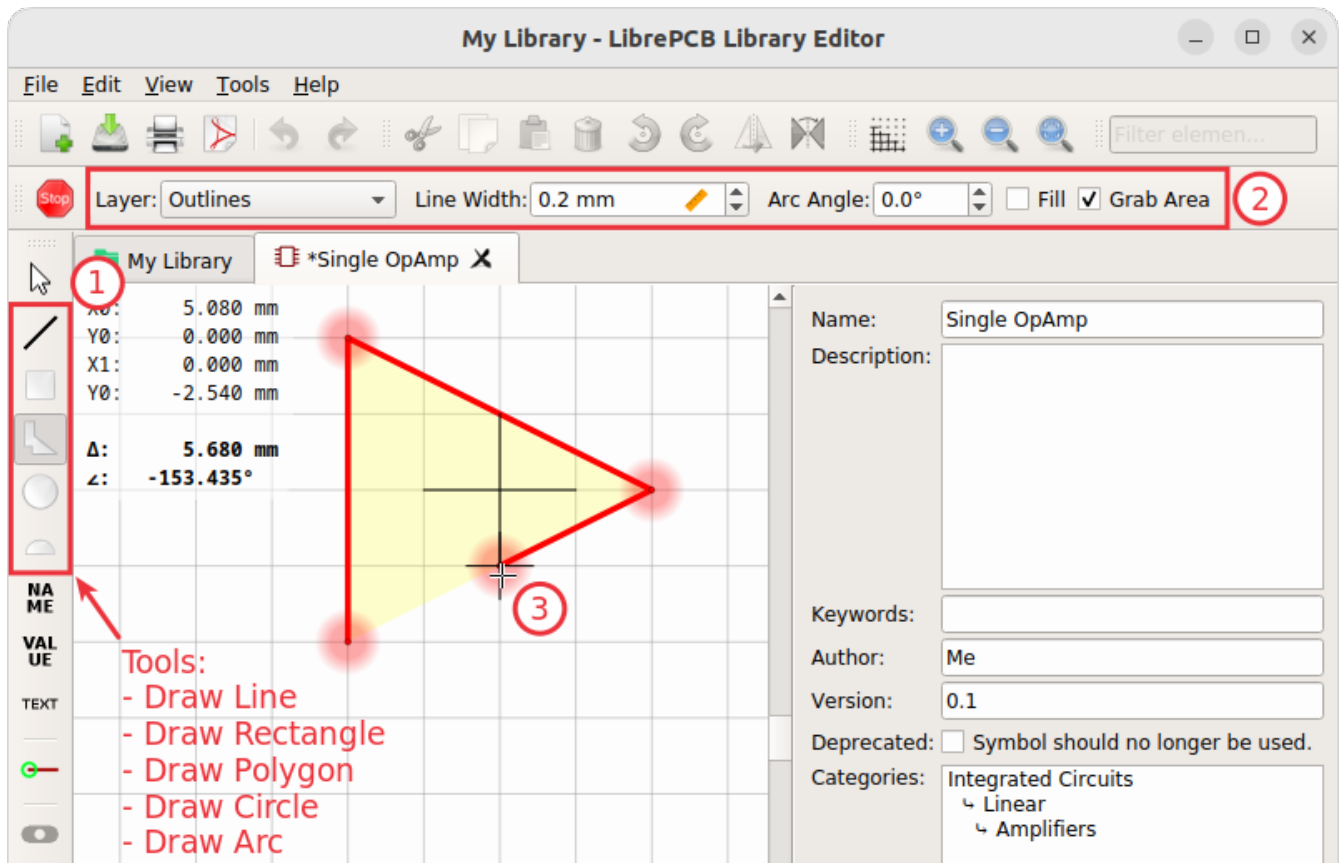 My Library - LibrePCB Library Editor
File Edit View Tools Help
Filter elemen...
Stop Layer: Outlines Line Width: 0.2 mm Arc Angle: 0.0° Fill Grab Area 2
My Library *Single OpAmp
1
X0: 5.080 mm
Y0: 0.000 mm
X1: 0.000 mm
Y0: -2.540 mm
Δ: 5.680 mm
∠: -153.435°
3
NA
ME
VAL
UE
TEXT
Tools:
- Draw Line
- Draw Rectangle
- Draw Polygon
- Draw Circle
- Draw Arc
Name: Single OpAmp
Description:
Keywords:
Author: Me
Version: 0.1
Deprecated: Symbol should no longer be used.
Categories: Integrated Circuits
⤷ Linear
⤷ Amplifiers